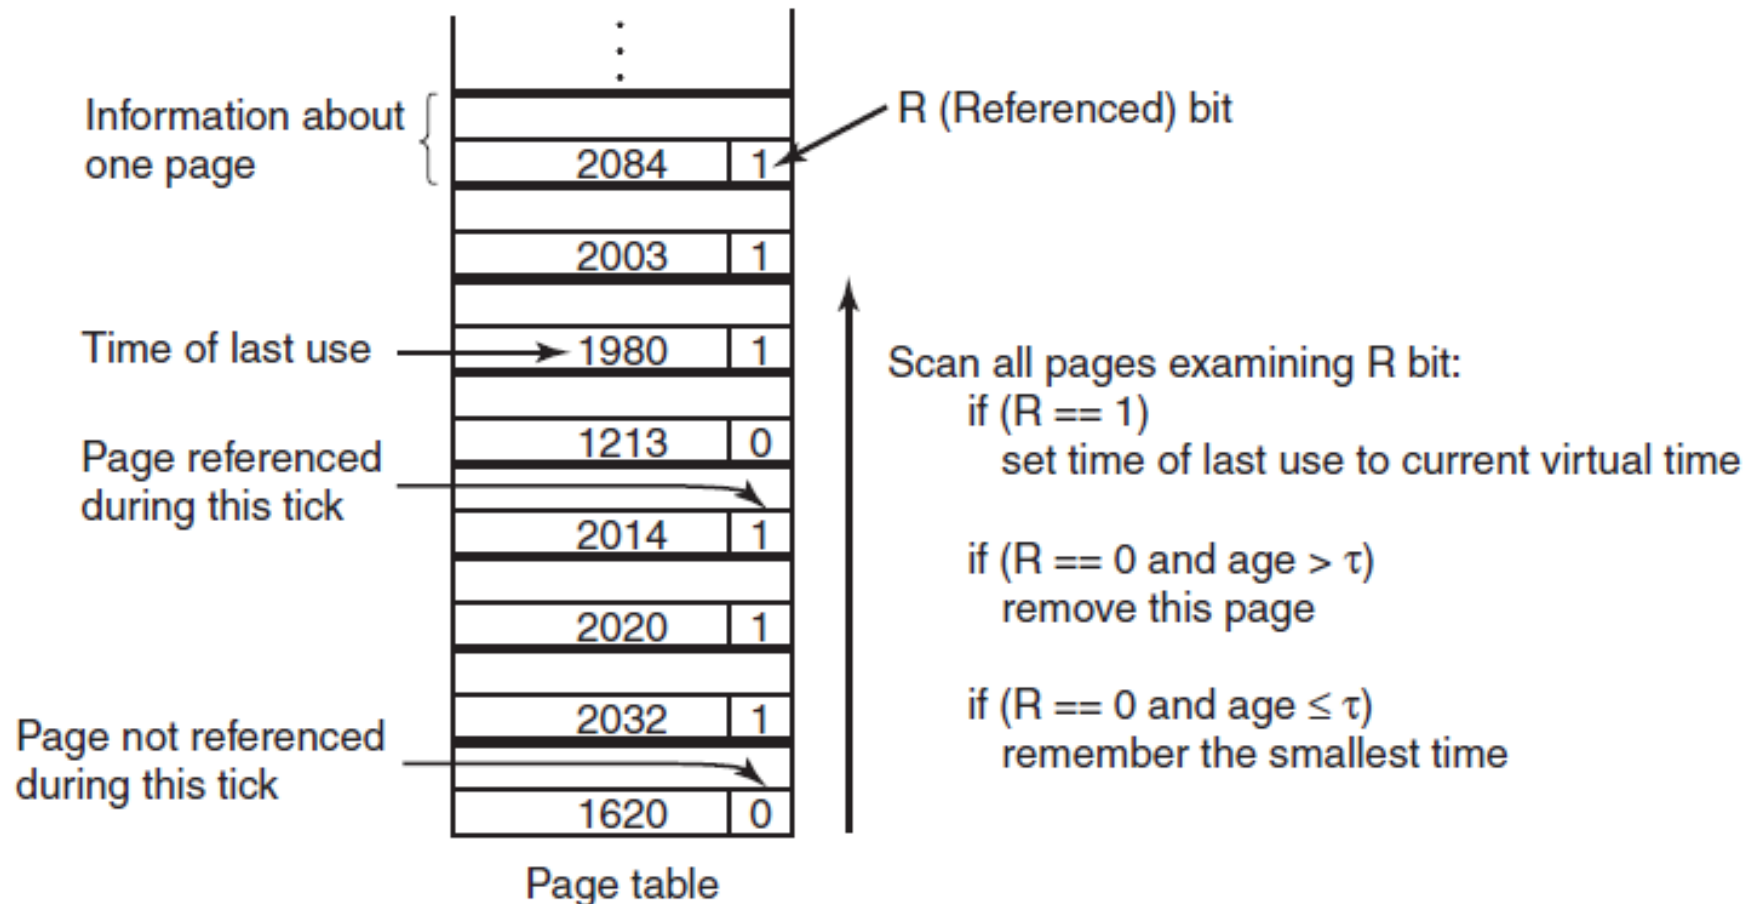 Information about
one page
R (Referenced) bit
2084 1
2003 1
Time of last use
1980 1
Page referenced
during this tick
1213 0
2014 1
2020 1
Page not referenced
during this tick
2032 1
1620 0
Page table
Scan all pages examining R bit:
if (R == 1)
set time of last use to current virtual time
if (R == 0 and age > τ)
remove this page
if (R == 0 and age ≤ τ)
remember the smallest time